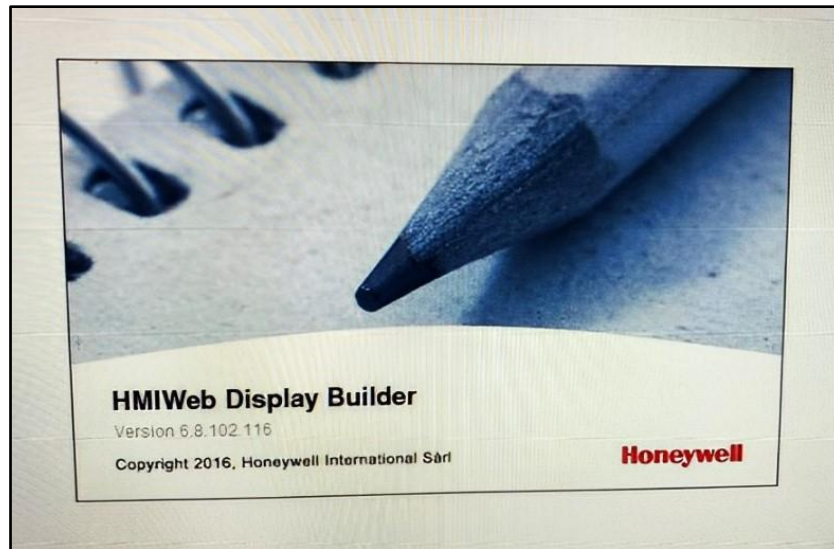 HMIWeb Display Builder
Version 6.8.102.116
Copyright 2016, Honeywell International Sàrl
Honeywell